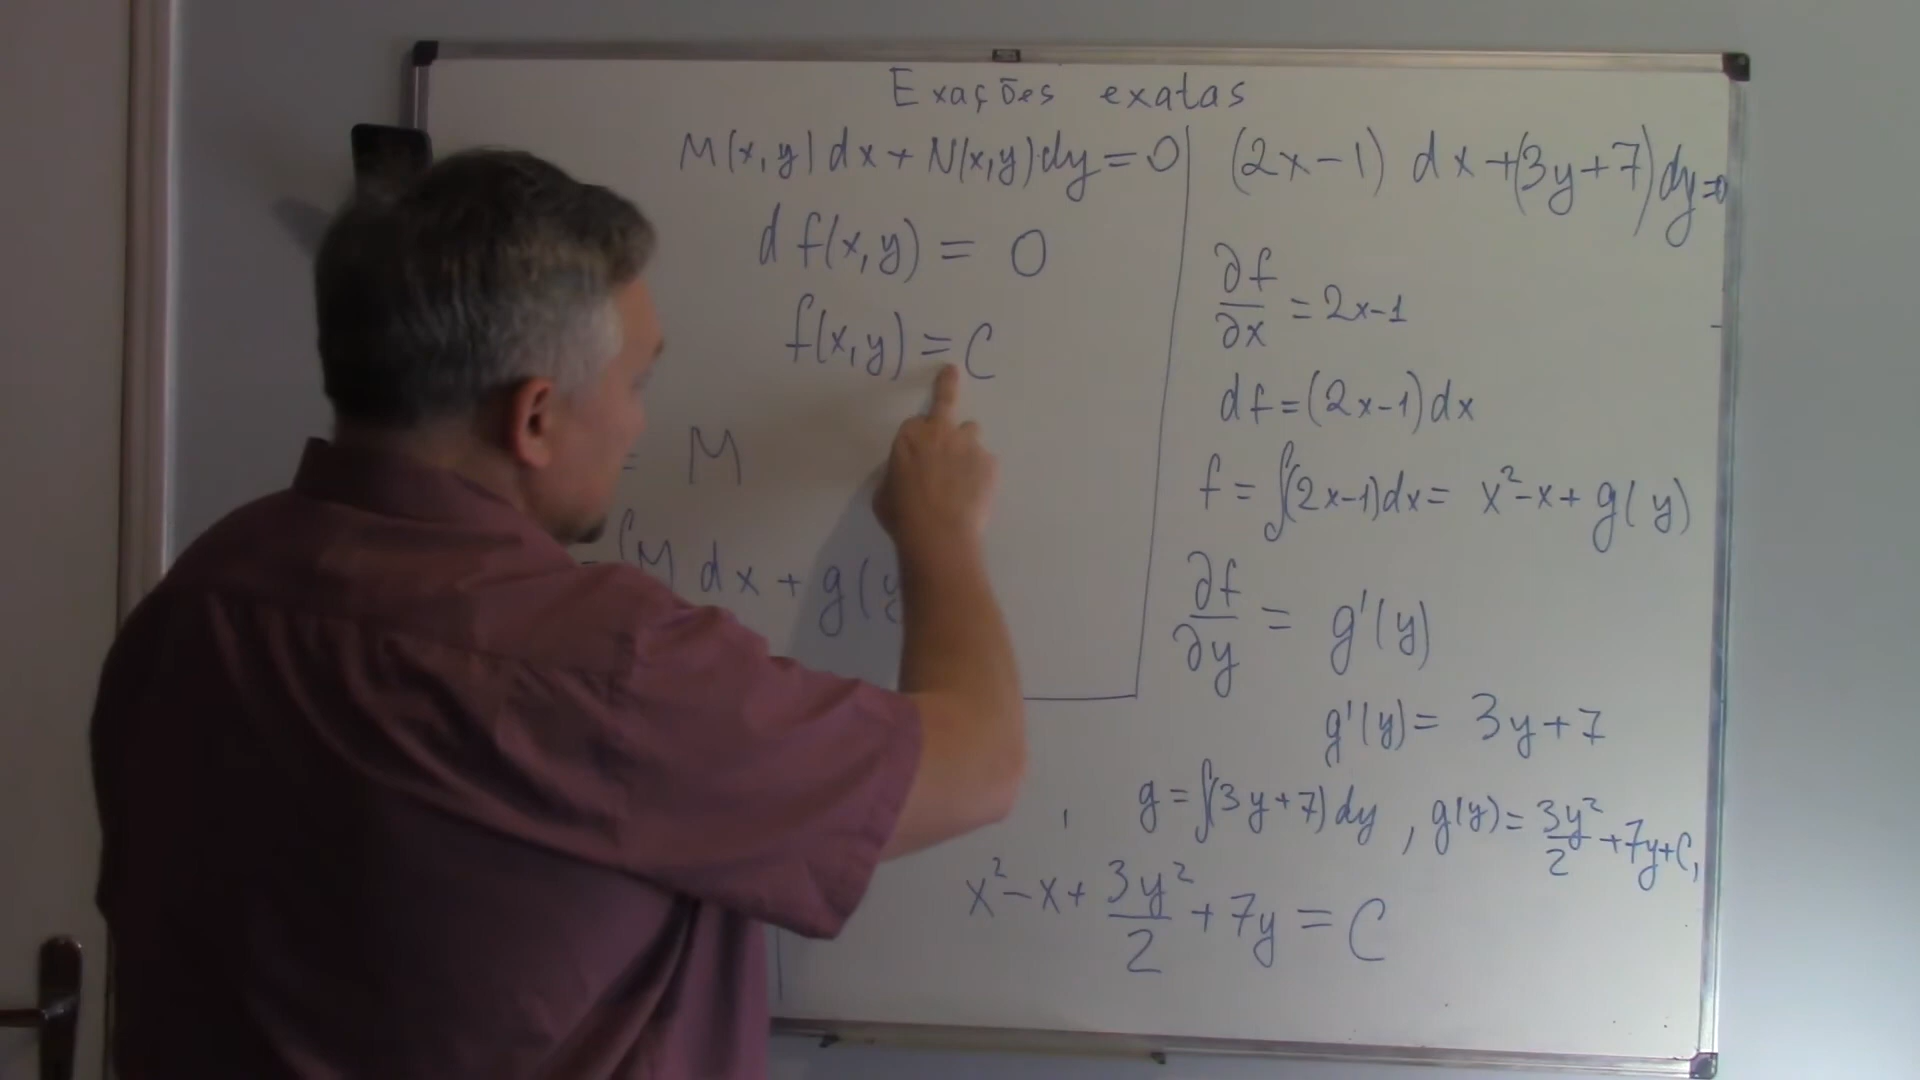 Exações exatas
M(x,y) dx + N(x,y) dy = 0
d f(x,y) = 0
f(x,y) = C
= M
∫M dx + g(y
(2x-1) dx + (3y+7) dy = 0
∂f/∂x = 2x-1
df = (2x-1) dx
f = ∫(2x-1) dx = x²-x + g(y)
∂f/∂y = g'(y)
g'(y) = 3y+7
g = ∫(3y+7) dy , g(y) = 3y²/2 + 7y + C₁
x²-x + 3y²/2 + 7y = C